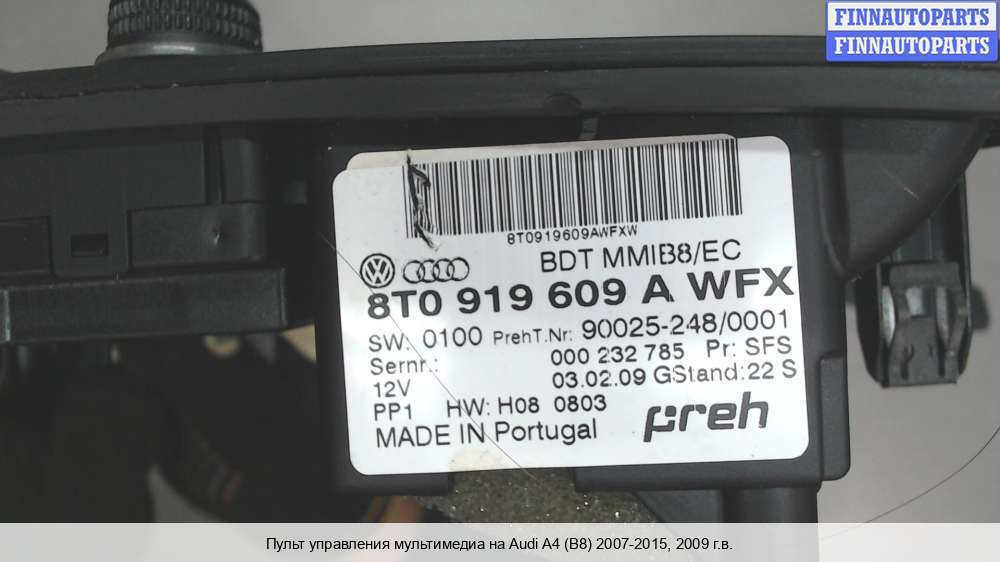 FINNAUTOPARTS
FINNAUTOPARTS
8T0919609AWFXW
BDT MMIB8/EC
8T0 919 609 A WFX
SW: 0100 PrehT.Nr: 90025-248/0001
Sernr.: 000 232 785 Pr: SFS
12V 03.02.09 GStand:22 S
PP1 HW: H08 0803
MADE IN Portugal preh
Пульт управления мультимедиа на Audi A4 (B8) 2007-2015, 2009 г.в.